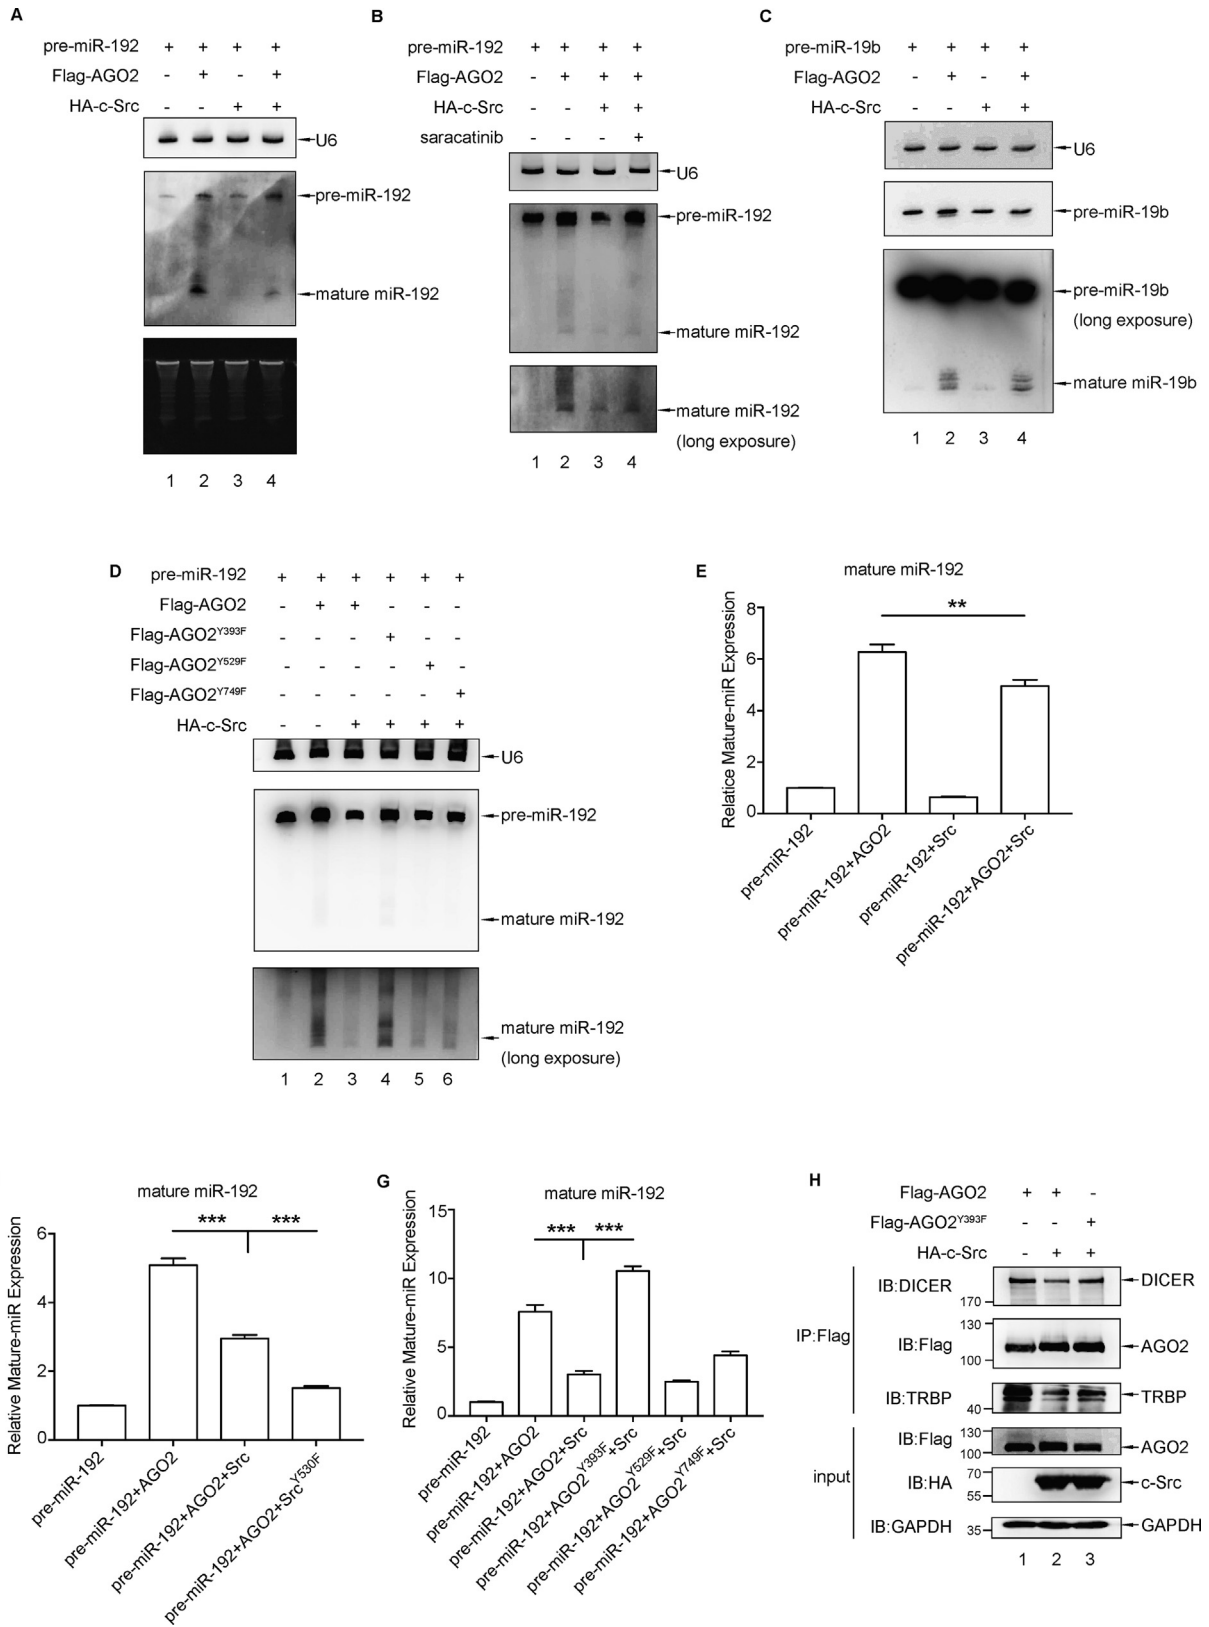 A
pre-miR-192 + + + +
Flag-AGO2 - + - +
HA-c-Src - - + +
U6
pre-miR-192
mature miR-192
1 2 3 4
B
pre-miR-192 + + + +
Flag-AGO2 - + + +
HA-c-Src - - + +
saracatinib - - - +
U6
pre-miR-192
mature miR-192
mature miR-192
(long exposure)
1 2 3 4
C
pre-miR-19b + + + +
Flag-AGO2 - + - +
HA-c-Src - - + +
U6
pre-miR-19b
pre-miR-19b
(long exposure)
mature miR-19b
1 2 3 4
D
pre-miR-192 + + + + + +
Flag-AGO2 - + + - - -
Flag-AGO2Y393F - - - + - -
Flag-AGO2Y529F - - - - + -
Flag-AGO2Y749F - - - - - +
HA-c-Src - - + + + +
U6
pre-miR-192
mature miR-192
mature miR-192
(long exposure)
1 2 3 4 5 6
E
mature miR-192
Relatice Mature-miR Expression
8
6
4
2
0
**
pre-miR-192
pre-miR-192+AGO2
pre-miR-192+Src
pre-miR-192+AGO2+Src
mature miR-192
Relative Mature-miR Expression
6
4
2
0
*** ***
pre-miR-192
pre-miR-192+AGO2
pre-miR-192+AGO2+Src
pre-miR-192+AGO2+SrcY530F
G
mature miR-192
Relative Mature-miR Expression
15
10
5
0
*** ***
pre-miR-192
pre-miR-192+AGO2
pre-miR-192+AGO2+Src
pre-miR-192+AGO2Y393F+Src
pre-miR-192+AGO2Y529F+Src
pre-miR-192+AGO2Y749F+Src
H
Flag-AGO2 + + -
Flag-AGO2Y393F - - +
HA-c-Src - + +
IP:Flag
IB:DICER 170 DICER
IB:Flag 130 100 AGO2
IB:TRBP 40 TRBP
input
IB:Flag 130 100 AGO2
IB:HA 70 55 c-Src
IB:GAPDH 35 GAPDH
1 2 3